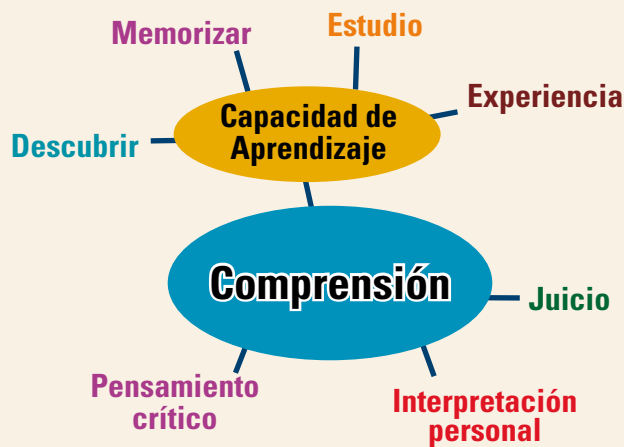 Memorizar
Estudio
Experiencia
Descubrir
Capacidad de
Aprendizaje
Comprensión
Juicio
Pensamiento
crítico
Interpretación
personal